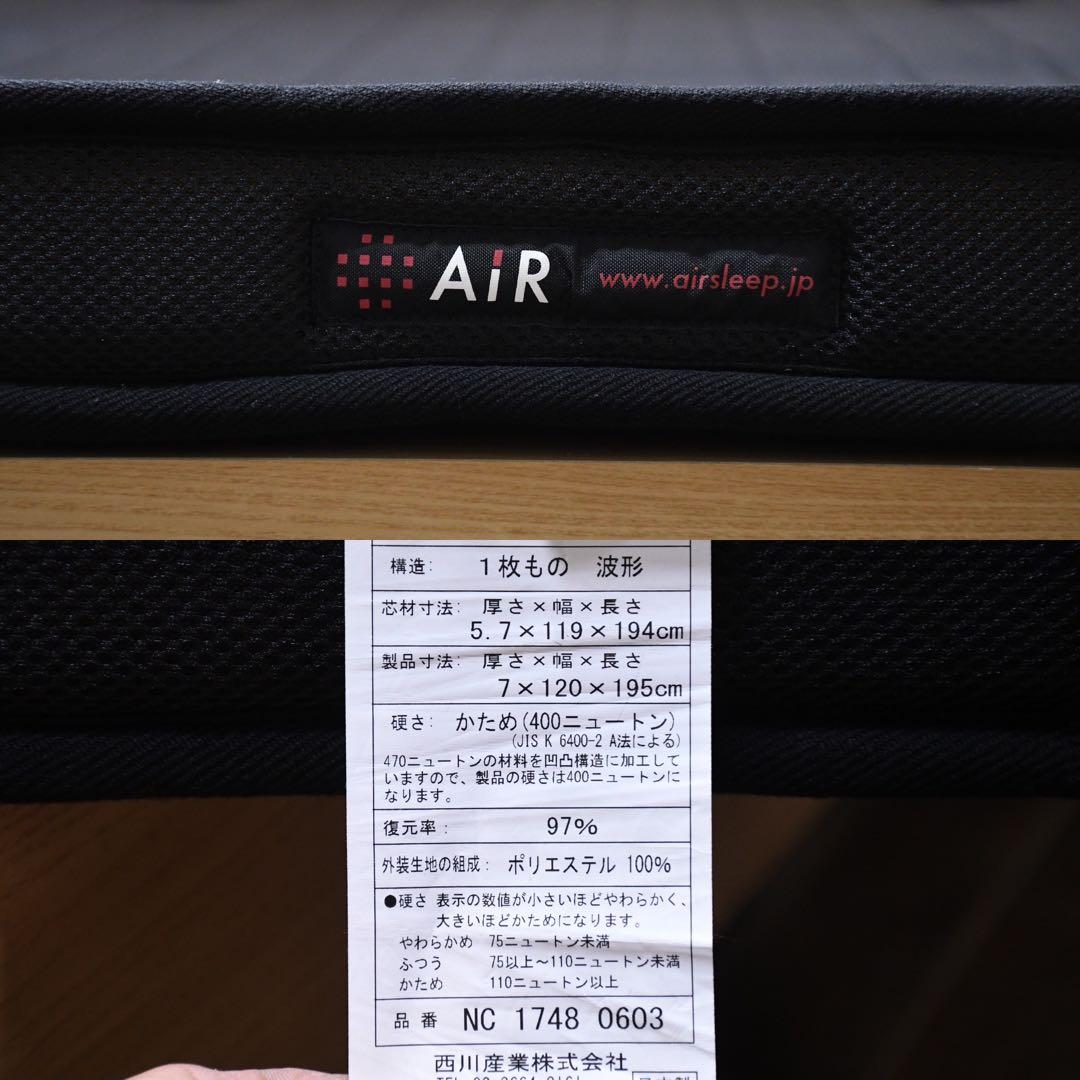 AiR www.airsleep.jp
構造: 1枚もの 波形
芯材寸法: 厚さ×幅×長さ
5.7×119×194cm
製品寸法: 厚さ×幅×長さ
7×120×195cm
硬さ: かため(400ニュートン)
(JIS K 6400-2 A法による)
470ニュートンの材料を凹凸構造に加工して
いますので、製品の硬さは400ニュートンに
なります。
復元率: 97%
外装生地の組成: ポリエステル 100%
●硬さ 表示の数値が小さいほどやわらかく、
大きいほどかためになります。
やわらかめ 75ニュートン未満
ふつう 75以上~110ニュートン未満
かため 110ニュートン以上
品番 NC 1748 0603
西川産業株式会社